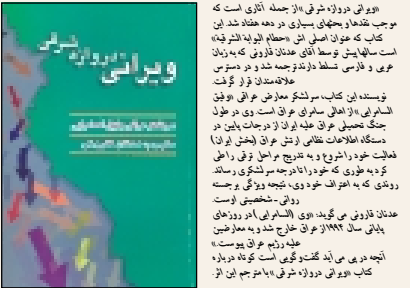 ویرانی دروازه شرقی
«ویرانی دروازه شرقی» از جمله آثاری است که
موجب نقدها و بحثهای بسیاری در دهه هفتاد شد. این
کتاب که عنوان اصلی اش «حطام البوابة الشرقیة»
است سالها پیش توسط آقای عدنان قارونی که به زبان
عربی و فارسی تسلط دارند ترجمه شد و در دسترس
علاقه‌مندان قرار گرفت.
نویسنده این کتاب، سرلشکر معارض عراقی «وفیق
السامرایی» از اهالی سامرای عراق است. وی در طول
جنگ تحمیلی عراق علیه ایران از درجات پایین در
دستگاه اطلاعات نظامی ارتش عراق (بخش ایران)
فعالیت خود را شروع و به تدریج مراحل ترقی را طی
کرد به طوری که خود را تا درجه سرلشکری رساند.
روندی که به اعتراف خودوی، نتیجه ویژگی برجسته
روانی - شخصیتی اوست.
عدنان قارونی می گوید: «وی (السامرایی) در روزهای
پایانی سال ۱۹۹۴ از عراق خارج شد و به معارضین
علیه رژیم عراق پیوست.»
آنچه در پی می آید گفت‌وگویی است کوتاه درباره
کتاب «ویرانی دروازه شرقی» با مترجم این اثر.